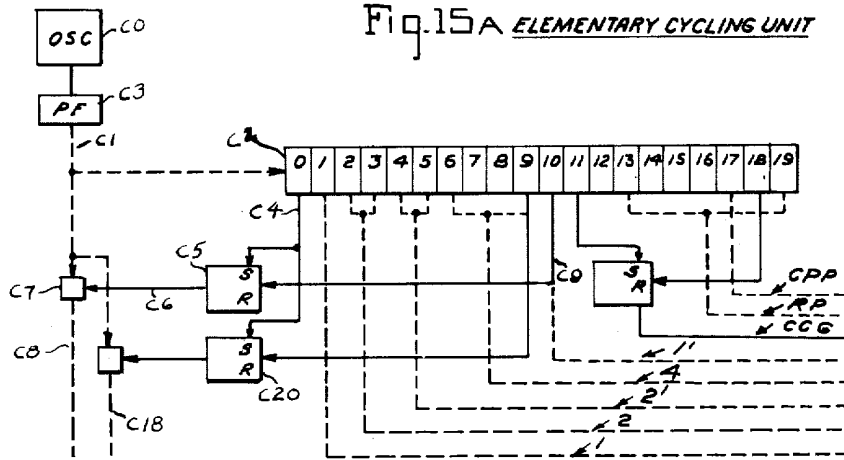 Fig. 15A ELEMENTARY CYCLING UNIT
OSC
C0
PF
C3
C1
C2
0 1 2 3 4 5 6 7 8 9 10 11 12 13 14 15 16 17 18 19
C4
C5
S
R
C6
C7
C8
C9
S
R
CPP
RP
CCG
S
R
C20
C18
1'
4
2'
2
1